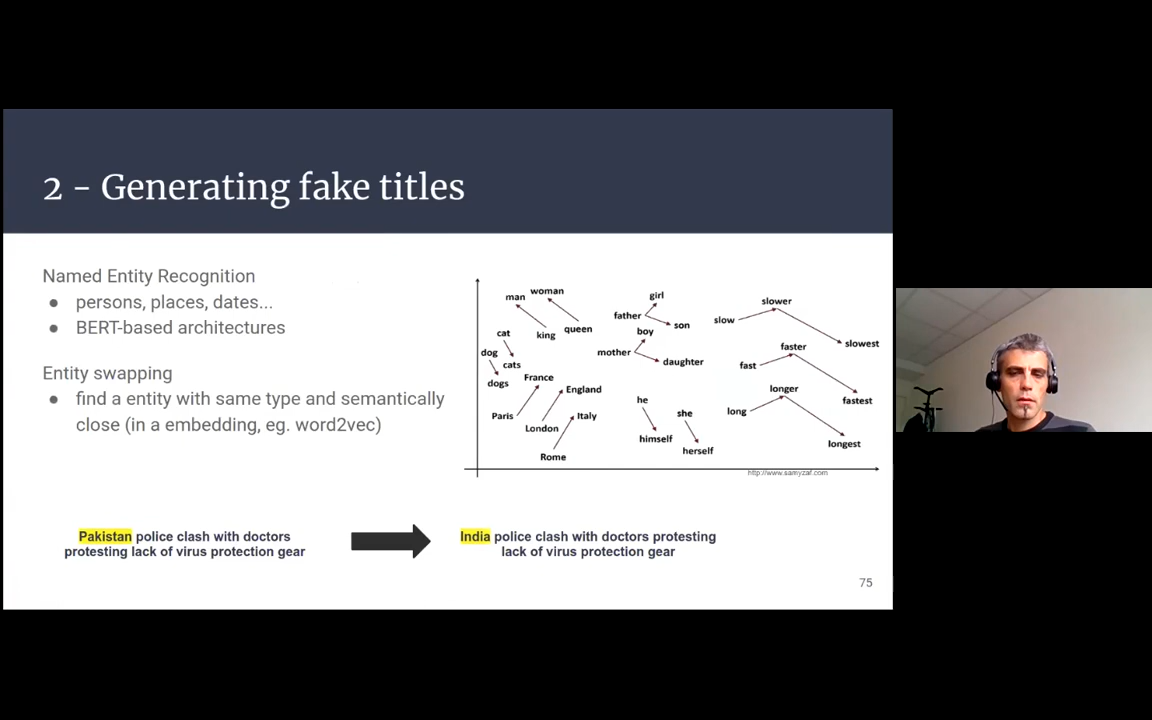 2 - Generating fake titles
Named Entity Recognition
● persons, places, dates...
● BERT-based architectures
Entity swapping
● find a entity with same type and semantically
close (in a embedding, eg. word2vec)
man
woman
king
queen
cat
cats
dog
dogs
France
England
Paris
London
Italy
Rome
girl
father
son
boy
mother
daughter
he
she
himself
herself
slower
slow
slowest
faster
fast
fastest
longer
long
longest
http://www.samyzaf.com
Pakistan police clash with doctors
protesting lack of virus protection gear
India police clash with doctors protesting
lack of virus protection gear
75